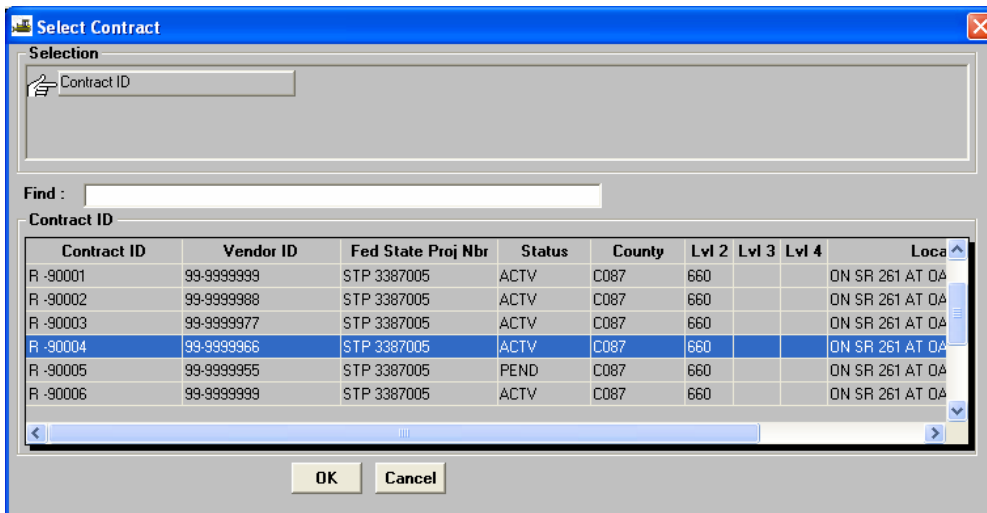 Select Contract
Selection
Contract ID
Find :
Contract ID
Contract ID Vendor ID Fed State Proj Nbr Status County Lvl 2 Lvl 3 Lvl 4 Loca
R -90001 99-9999999 STP 3387005 ACTV C087 660 ON SR 261 AT OA
R -90002 99-9999988 STP 3387005 ACTV C087 660 ON SR 261 AT OA
R -90003 99-9999977 STP 3387005 ACTV C087 660 ON SR 261 AT OA
R -90004 99-9999966 STP 3387005 ACTV C087 660 ON SR 261 AT OA
R -90005 99-9999955 STP 3387005 PEND C087 660 ON SR 261 AT OA
R -90006 99-9999999 STP 3387005 ACTV C087 660 ON SR 261 AT OA
OK Cancel